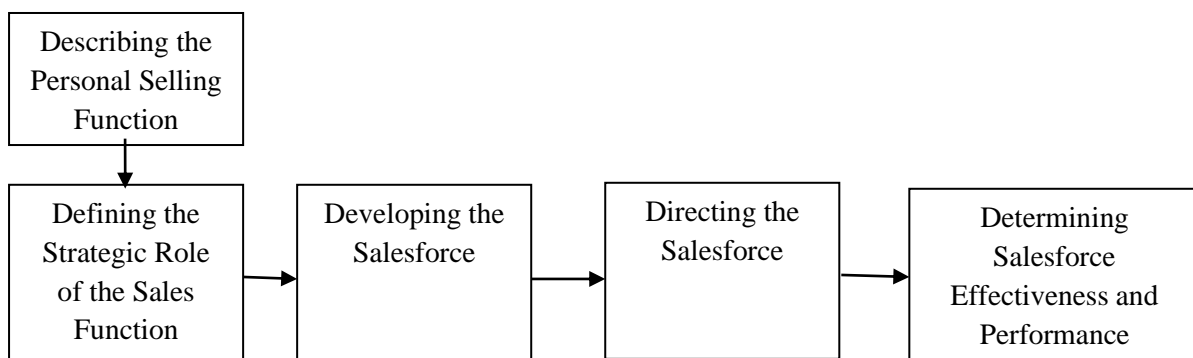 Describing the
Personal Selling
Function
Defining the
Strategic Role
of the Sales
Function
Developing the
Salesforce
Directing the
Salesforce
Determining
Salesforce
Effectiveness and
Performance